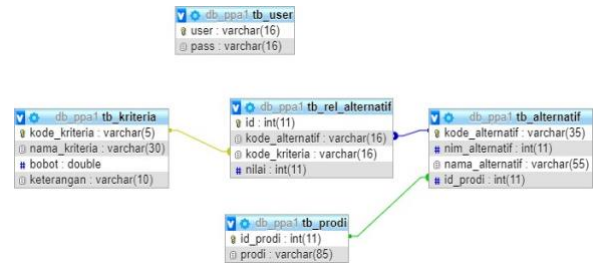 db_ppa1 tb_user
user : varchar(16)
pass : varchar(16)
db_ppa1 tb_kriteria
kode_kriteria : varchar(5)
nama_kriteria : varchar(30)
# bobot : double
keterangan : varchar(10)
db_ppa1 tb_rel_alternatif
id : int(11)
kode_alternatif : varchar(16)
kode_kriteria : varchar(16)
# nilai : int(11)
db_ppa1 tb_alternatif
kode_alternatif : varchar(35)
# nim_alternatif : int(11)
nama_alternatif : varchar(55)
# id_prodi : int(11)
db_ppa1 tb_prodi
id_prodi : int(11)
prodi : varchar(85)